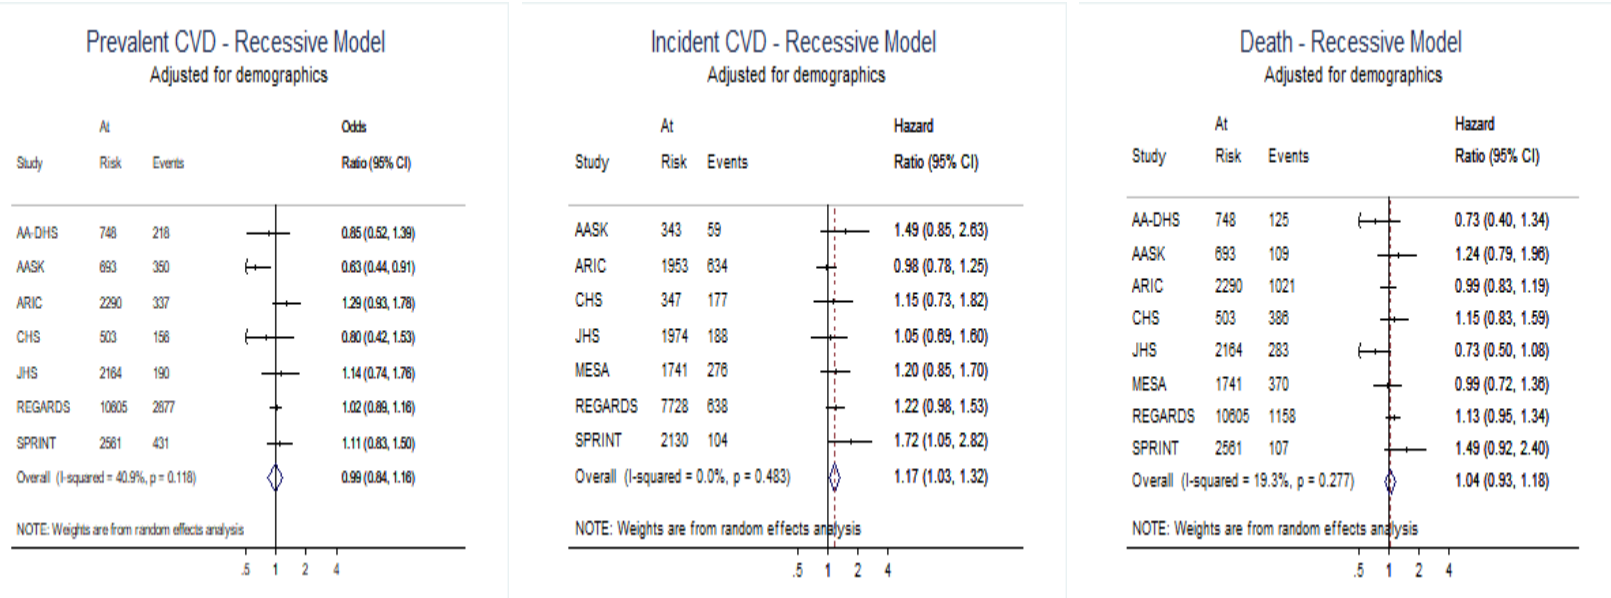 Prevalent CVD - Recessive Model
Adjusted for demographics
At Odds
Study Risk Events Ratio (95% CI)
AA-DHS 748 218 0.85 (0.52, 1.39)
AASK 693 350 0.63 (0.44, 0.91)
ARIC 2290 337 1.29 (0.93, 1.78)
CHS 503 156 0.80 (0.42, 1.53)
JHS 2164 190 1.14 (0.74, 1.76)
REGARDS 10605 2877 1.02 (0.89, 1.16)
SPRINT 2561 431 1.11 (0.83, 1.50)
Overall (I-squared = 40.9%, p = 0.118) 0.99 (0.84, 1.16)
NOTE: Weights are from random effects analysis
.5 1 2 4
Incident CVD - Recessive Model
Adjusted for demographics
At Hazard
Study Risk Events Ratio (95% CI)
AASK 343 59 1.49 (0.85, 2.63)
ARIC 1953 634 0.98 (0.78, 1.25)
CHS 347 177 1.15 (0.73, 1.82)
JHS 1974 188 1.05 (0.69, 1.60)
MESA 1741 276 1.20 (0.85, 1.70)
REGARDS 7728 638 1.22 (0.98, 1.53)
SPRINT 2130 104 1.72 (1.05, 2.82)
Overall (I-squared = 0.0%, p = 0.483) 1.17 (1.03, 1.32)
NOTE: Weights are from random effects analysis
.5 1 2 4
Death - Recessive Model
Adjusted for demographics
At Hazard
Study Risk Events Ratio (95% CI)
AA-DHS 748 125 0.73 (0.40, 1.34)
AASK 693 109 1.24 (0.79, 1.96)
ARIC 2290 1021 0.99 (0.83, 1.19)
CHS 503 386 1.15 (0.83, 1.59)
JHS 2164 283 0.73 (0.50, 1.08)
MESA 1741 370 0.99 (0.72, 1.36)
REGARDS 10605 1158 1.13 (0.95, 1.34)
SPRINT 2561 107 1.49 (0.92, 2.40)
Overall (I-squared = 19.3%, p = 0.277) 1.04 (0.93, 1.18)
NOTE: Weights are from random effects analysis
.5 1 2 4